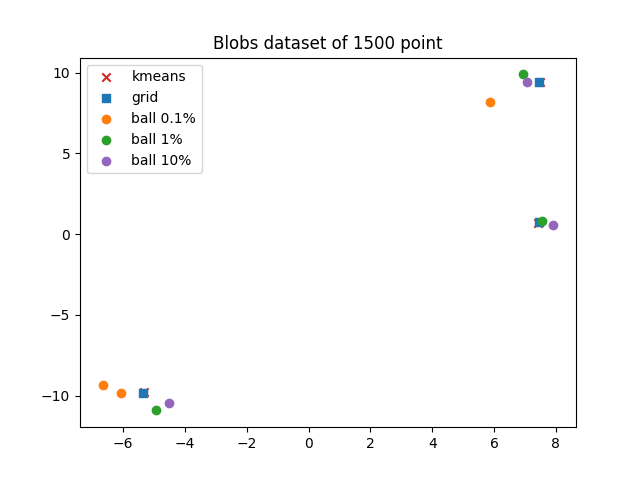 Blobs dataset of 1500 point
kmeans
grid
ball 0.1%
ball 1%
ball 10%
10
5
0
−5
−10
−6
−4
−2
0
2
4
6
8